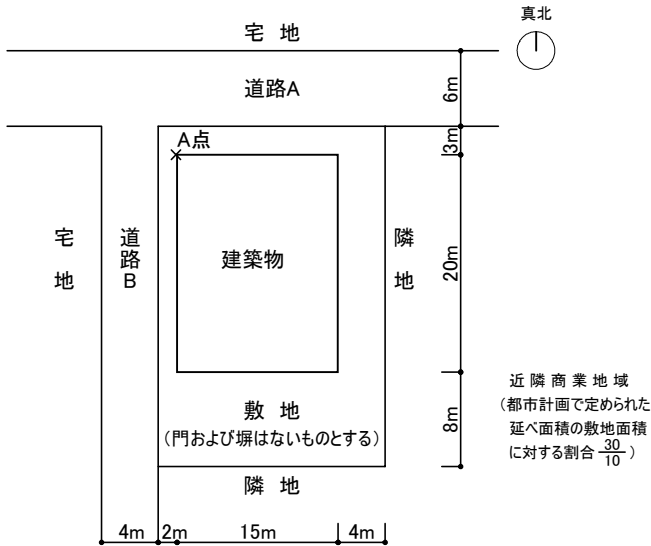 真北
宅 地
道路A
6m
A点
3m
宅
地
道
路
B
建築物
隣
地
20m
敷 地
(門および塀はないものとする)
8m
近 隣 商 業 地 域
(都市計画で定められた
延べ面積の敷地面積
に対する割合 30/10 )
隣 地
4m 2m 15m 4m